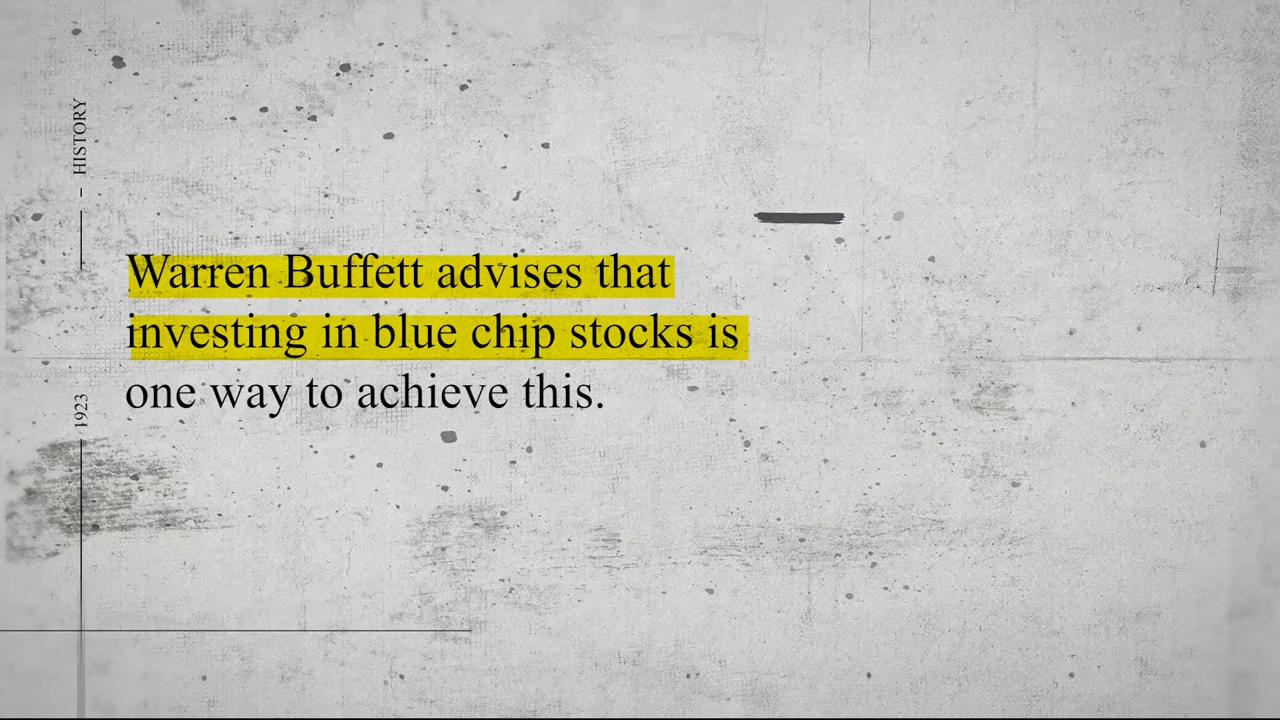 HISTORY
Warren Buffett advises that
investing in blue chip stocks is
one way to achieve this.
1923